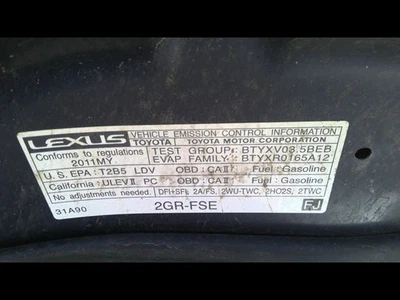 LEXUS VEHICLE EMISSION CONTROL INFORMATION
TOYOTA TOYOTA MOTOR CORPORATION
Conforms to regulations TEST GROUP: BTYXV03.5BEB
2011MY EVAP FAMILY: BTYXR0165A12
U.S. EPA: T2B5 LDV OBD: CAII Fuel: Gasoline
California: ULEVII PC OBD: CAII Fuel: Gasoline
No adjustments needed. DFI+SFI, 2A/FS, 2WU-TWC, 2HO2S, 2TWC
31A90 2GR-FSE FJ